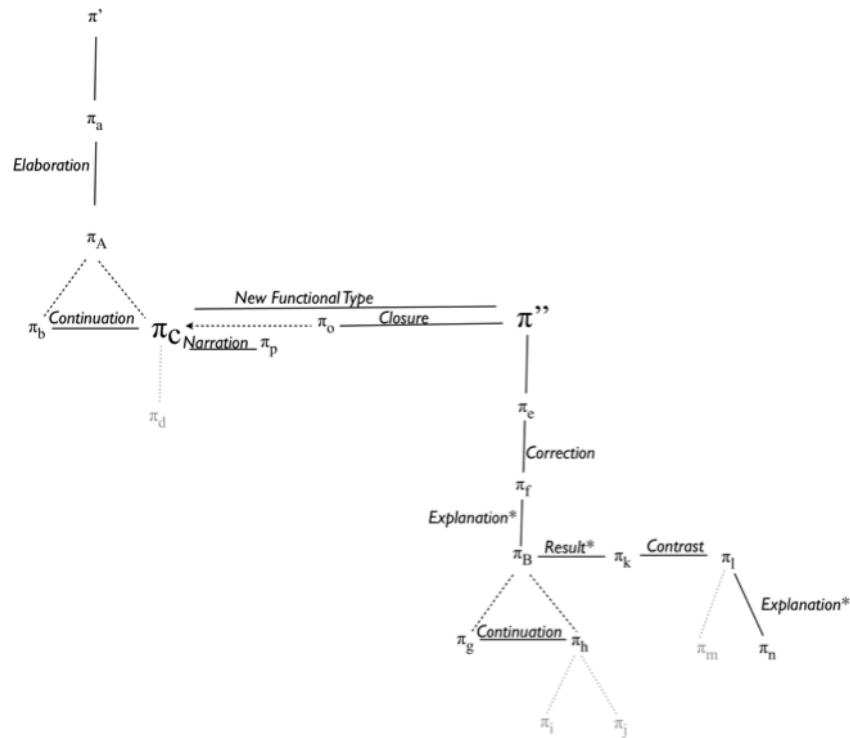 π’
πa
Elaboration
πA
New Functional Type
πb Continuation πC πo Closure π’’
Narration πp
πd
πe
Correction
πf
Explanation*
πB Result* πk Contrast πl
Explanation*
πg Continuation πh πm πn
πi πj